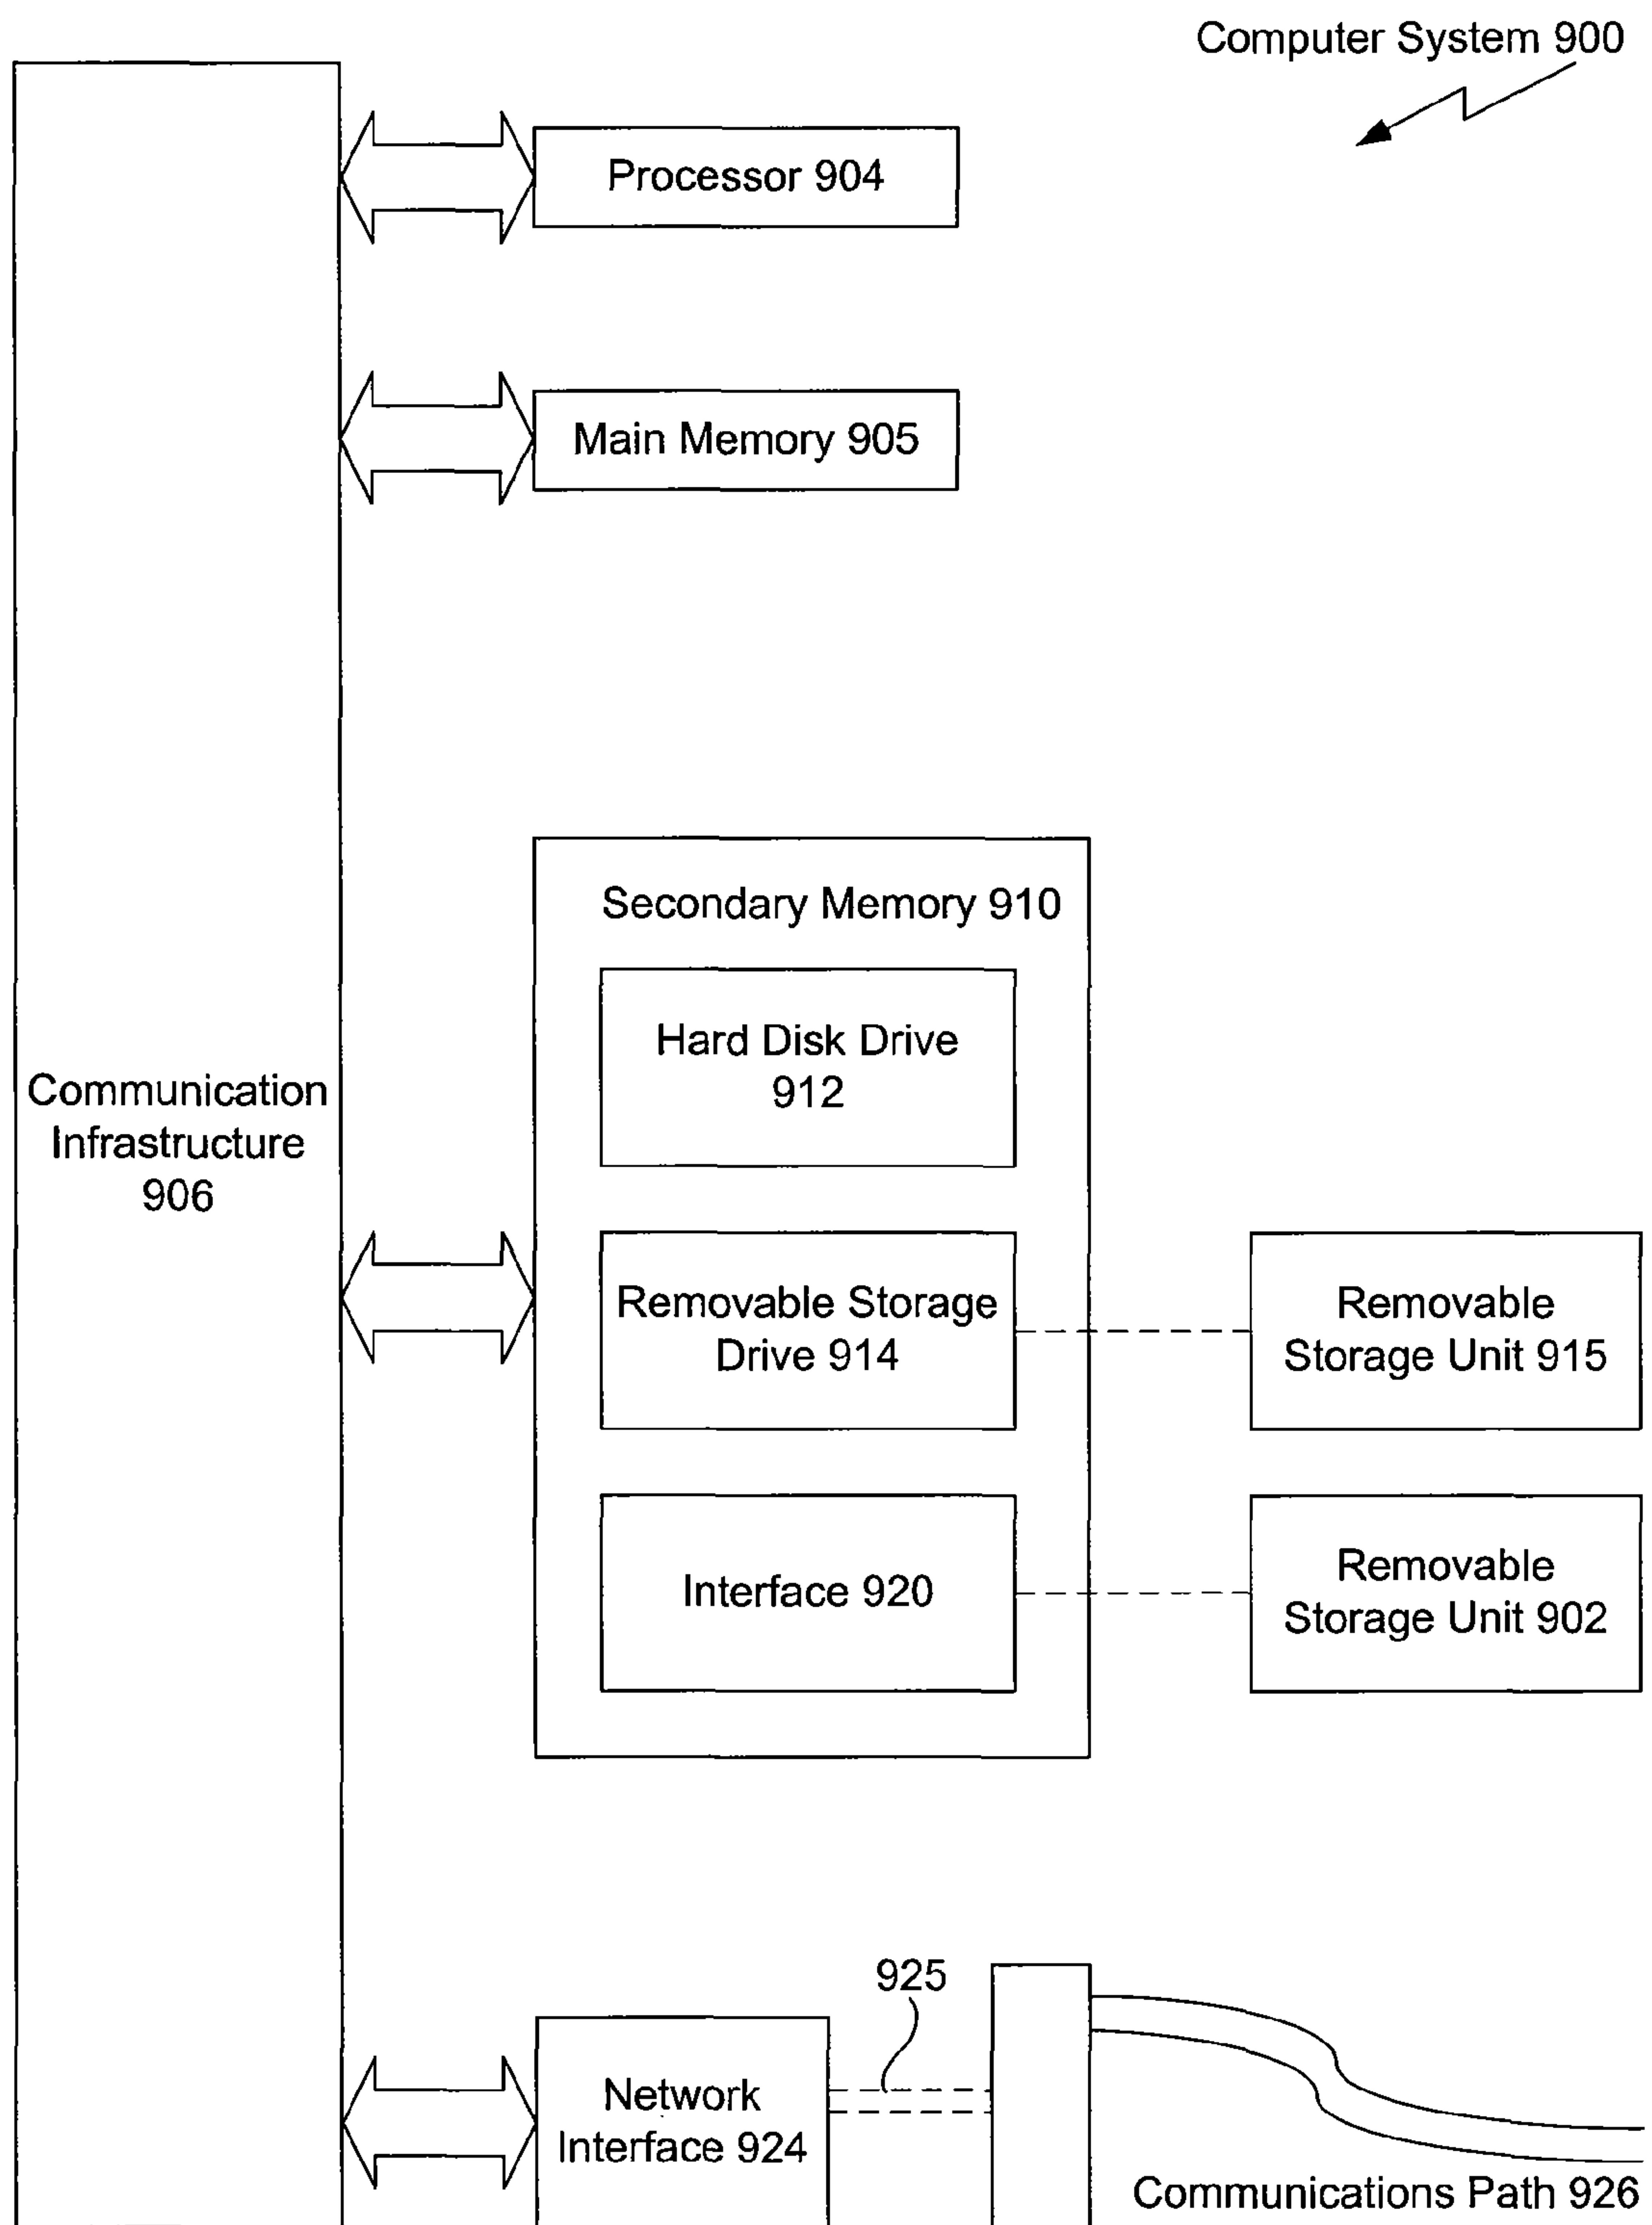 Computer System 900
Processor 904
Main Memory 905
Secondary Memory 910
Hard Disk Drive
912
Communication
Infrastructure
906
Removable Storage
Drive 914
Removable
Storage Unit 915
Interface 920
Removable
Storage Unit 902
925
Network
Interface 924
Communications Path 926